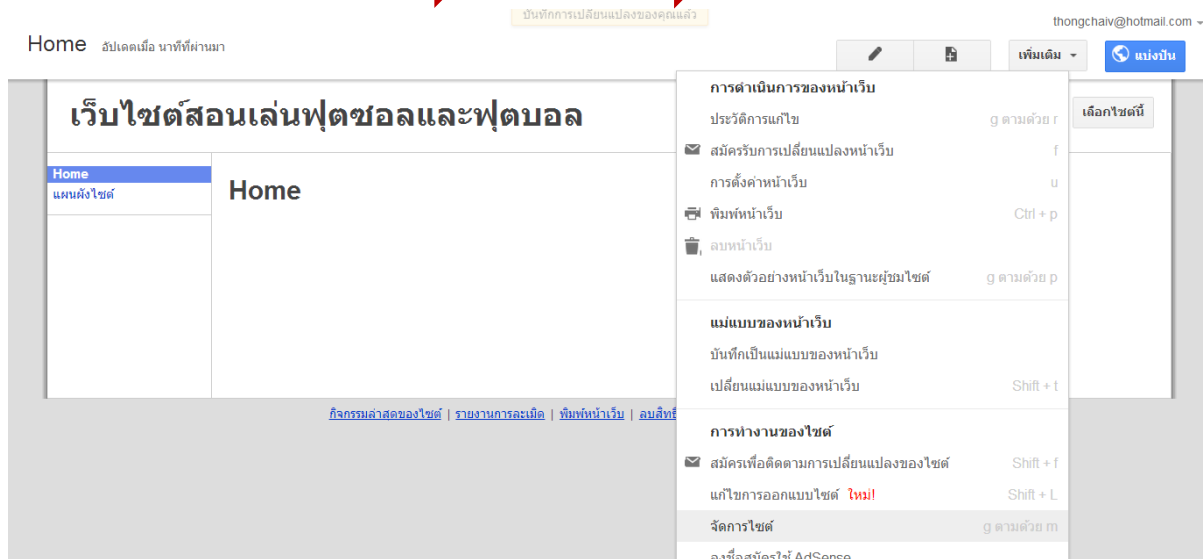 บันทึกการเปลี่ยนแปลงของคุณแล้ว
thongchaiv@hotmail.com
Home อัปเดตเมื่อ นาทีที่ผ่านมา
เพิ่มเติม
แบ่งปัน
เว็บไซต์สอนเล่นฟุตซอลและฟุตบอล
เลือกไซต์นี้
Home
แผนผังไซต์
Home
การดำเนินการของหน้าเว็บ
ประวัติการแก้ไข g ตามด้วย r
สมัครรับการเปลี่ยนแปลงหน้าเว็บ f
การตั้งค่าหน้าเว็บ u
พิมพ์หน้าเว็บ Ctrl + p
ลบหน้าเว็บ
แสดงตัวอย่างหน้าเว็บในฐานะผู้ชมไซต์ g ตามด้วย p
แม่แบบของหน้าเว็บ
บันทึกเป็นแม่แบบของหน้าเว็บ
เปลี่ยนแม่แบบของหน้าเว็บ Shift + t
การทำงานของไซต์
สมัครเพื่อติดตามการเปลี่ยนแปลงของไซต์ Shift + f
แก้ไขการออกแบบไซต์ ใหม่! Shift + L
จัดการไซต์ g ตามด้วย m
ลงชื่อสมัครใช้ AdSense
กิจกรรมล่าสุดของไซต์ | รายงานการละเมิด | พิมพ์หน้าเว็บ |